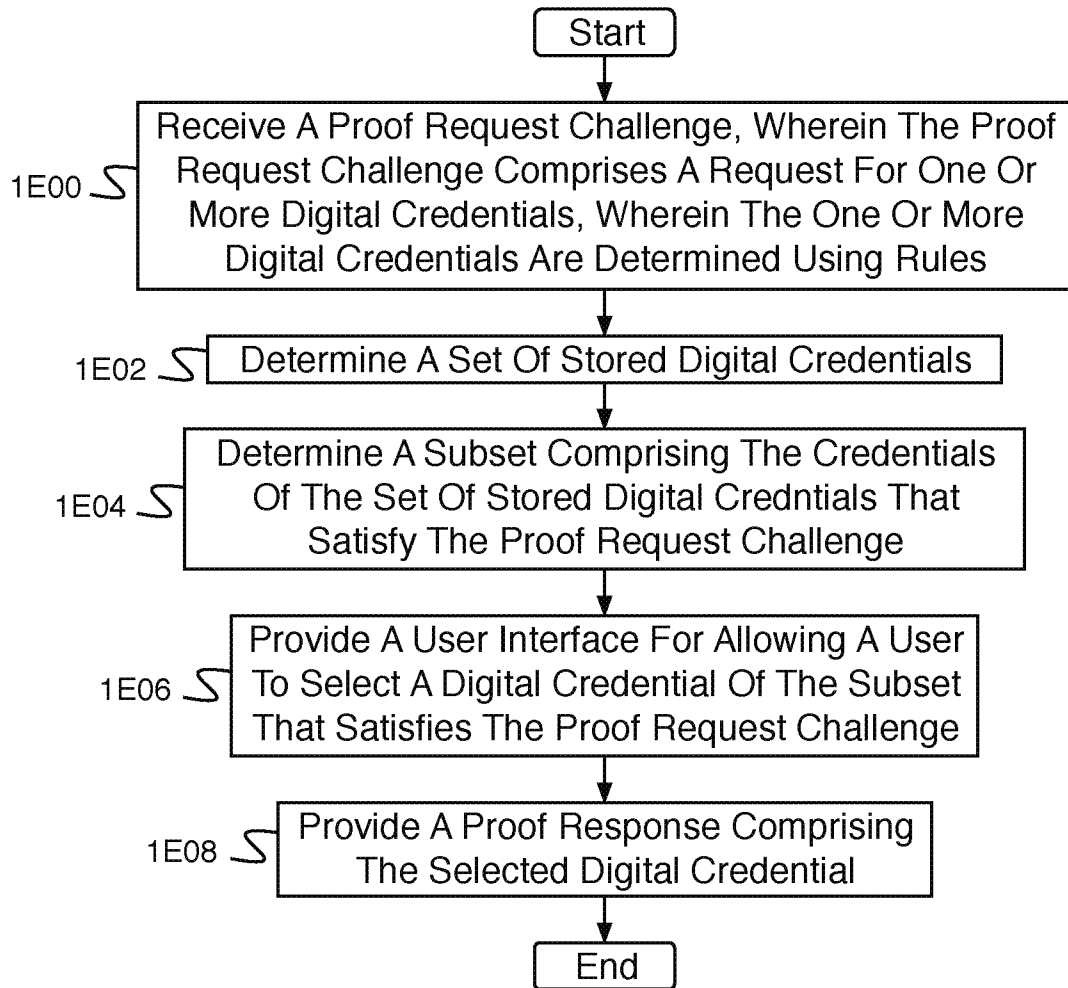 Start
1E00
Receive A Proof Request Challenge, Wherein The Proof
Request Challenge Comprises A Request For One Or
More Digital Credentials, Wherein The One Or More
Digital Credentials Are Determined Using Rules
1E02
Determine A Set Of Stored Digital Credentials
1E04
Determine A Subset Comprising The Credentials
Of The Set Of Stored Digital Credntials That
Satisfy The Proof Request Challenge
1E06
Provide A User Interface For Allowing A User
To Select A Digital Credential Of The Subset
That Satisfies The Proof Request Challenge
1E08
Provide A Proof Response Comprising
The Selected Digital Credential
End